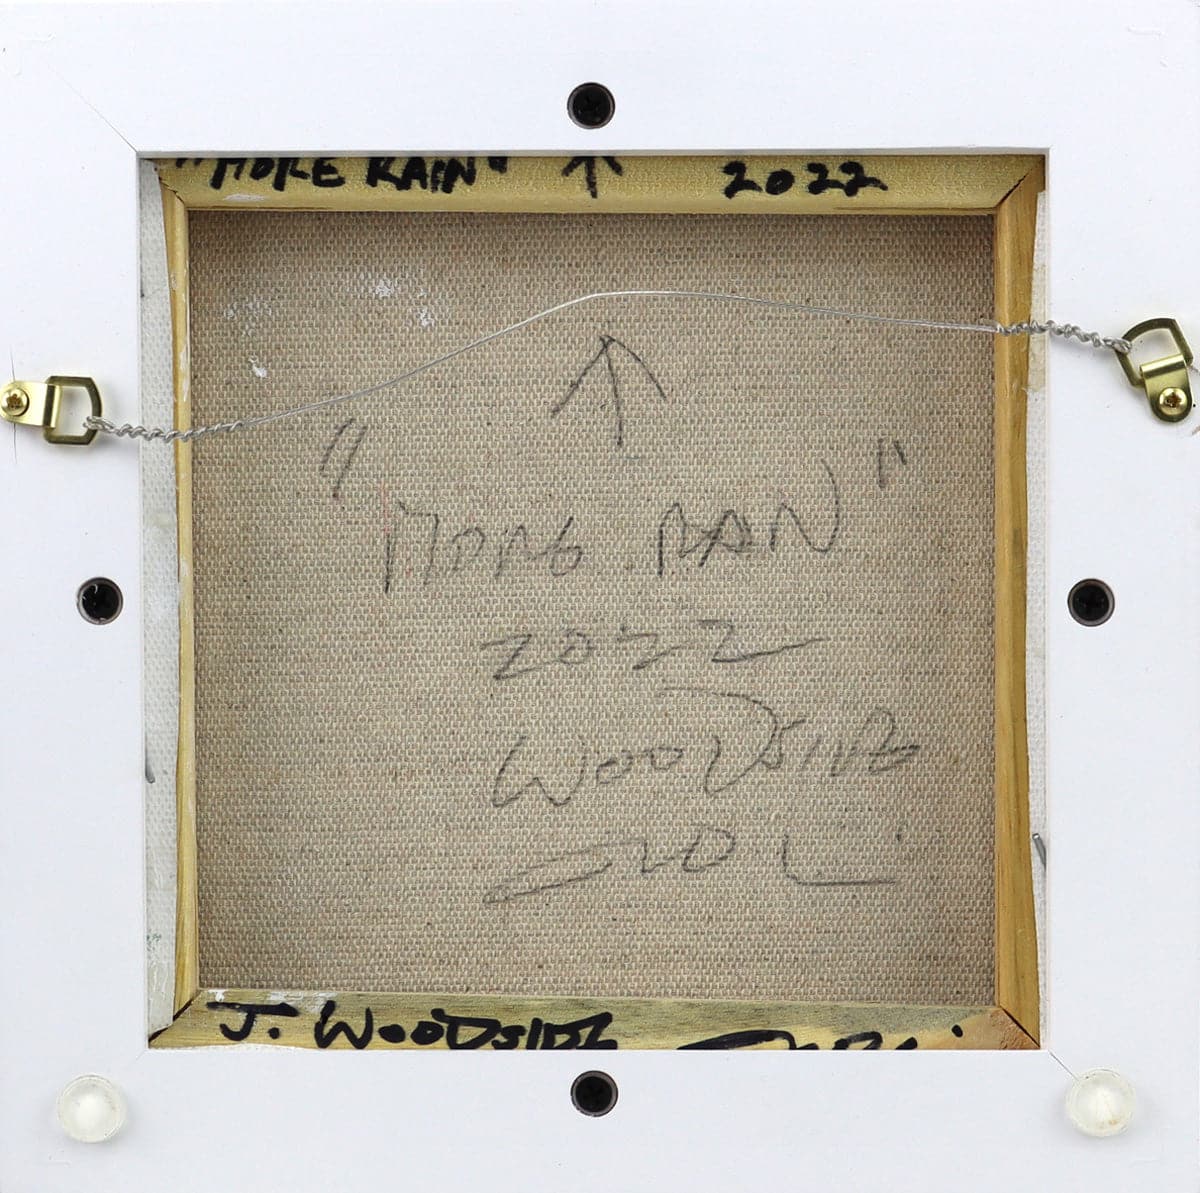 "MORE RAIN" ↑ 2022
↑
"MORE RAIN"
2022
WOODSIDE
J. WOODSIDE